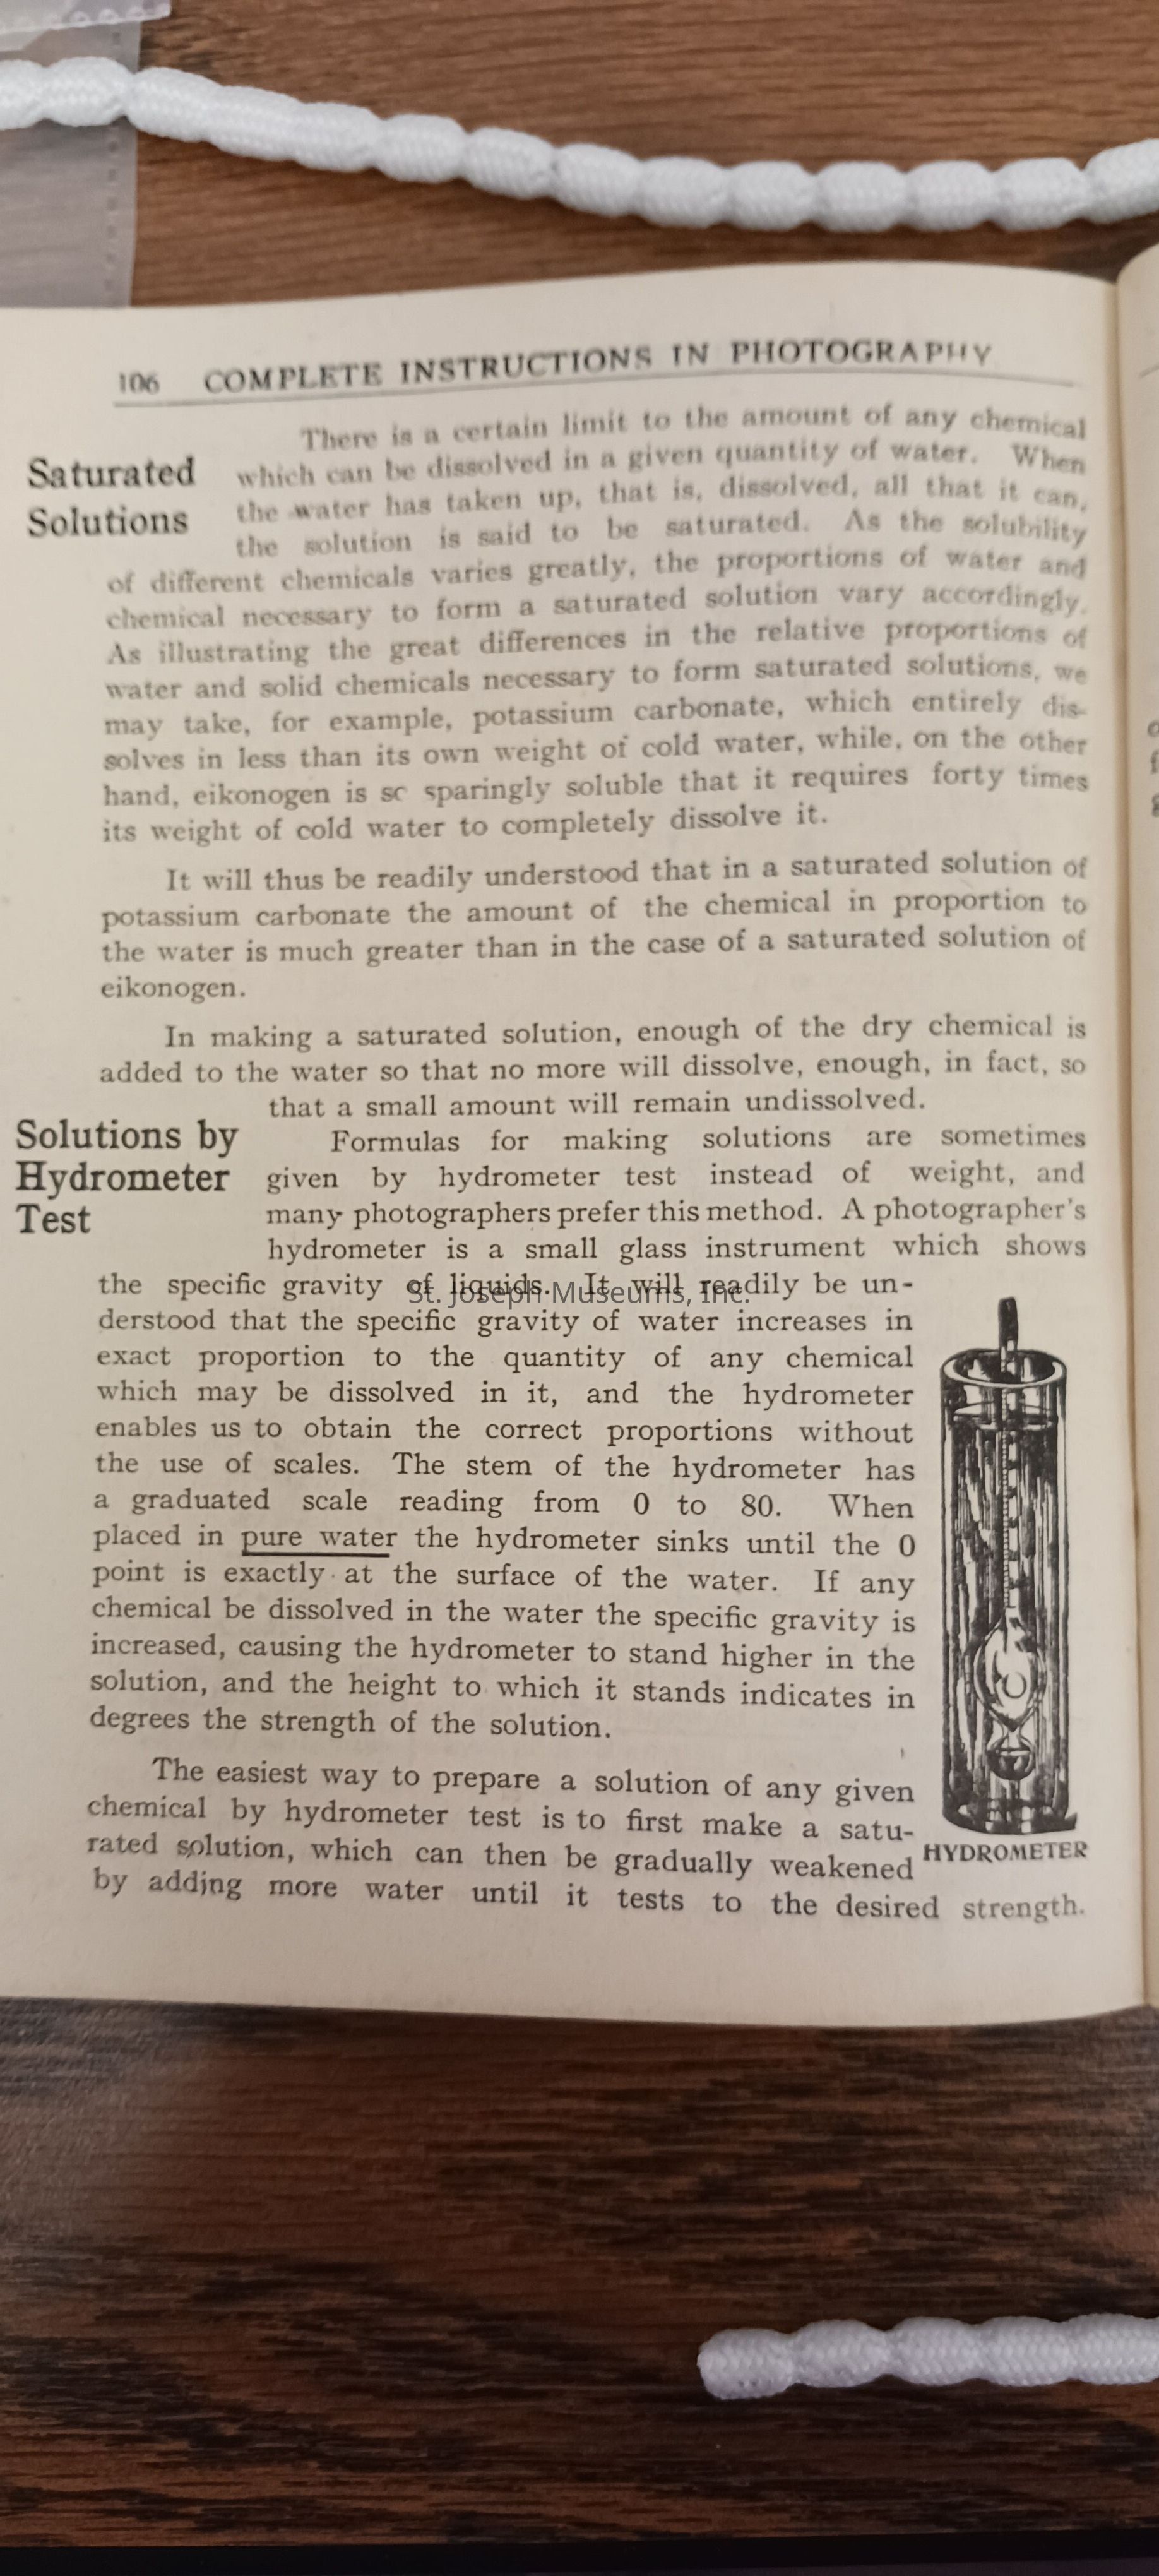 106 COMPLETE INSTRUCTIONS IN PHOTOGRAPHY
Saturated
Solutions
There is a certain limit to the amount of any chemical
which can be dissolved in a given quantity of water. When
the water has taken up, that is, dissolved, all that it can,
the solution is said to be saturated. As the solubility
of different chemicals varies greatly, the proportions of water and
chemical necessary to form a saturated solution vary accordingly.
As illustrating the great differences in the relative proportions of
water and solid chemicals necessary to form saturated solutions, we
may take, for example, potassium carbonate, which entirely dis-
solves in less than its own weight of cold water, while, on the other
hand, eikonogen is so sparingly soluble that it requires forty times
its weight of cold water to completely dissolve it.
It will thus be readily understood that in a saturated solution of
potassium carbonate the amount of the chemical in proportion to
the water is much greater than in the case of a saturated solution of
eikonogen.
In making a saturated solution, enough of the dry chemical is
added to the water so that no more will dissolve, enough, in fact, so
that a small amount will remain undissolved.
Solutions by
Hydrometer
Test
Formulas for making solutions are sometimes
given by hydrometer test instead of weight, and
many photographers prefer this method. A photographer's
hydrometer is a small glass instrument which shows
the specific gravity of liquids. It will readily be un-
St. Joseph Museums, Inc.
derstood that the specific gravity of water increases in
exact proportion to the quantity of any chemical
which may be dissolved in it, and the hydrometer
enables us to obtain the correct proportions without
the use of scales. The stem of the hydrometer has
a graduated scale reading from 0 to 80. When
placed in pure water the hydrometer sinks until the 0
point is exactly at the surface of the water. If any
chemical be dissolved in the water the specific gravity is
increased, causing the hydrometer to stand higher in the
solution, and the height to which it stands indicates in
degrees the strength of the solution.
The easiest way to prepare a solution of any given
chemical by hydrometer test is to first make a satu-
rated solution, which can then be gradually weakened
by adding more water until it tests to the desired strength.
HYDROMETER